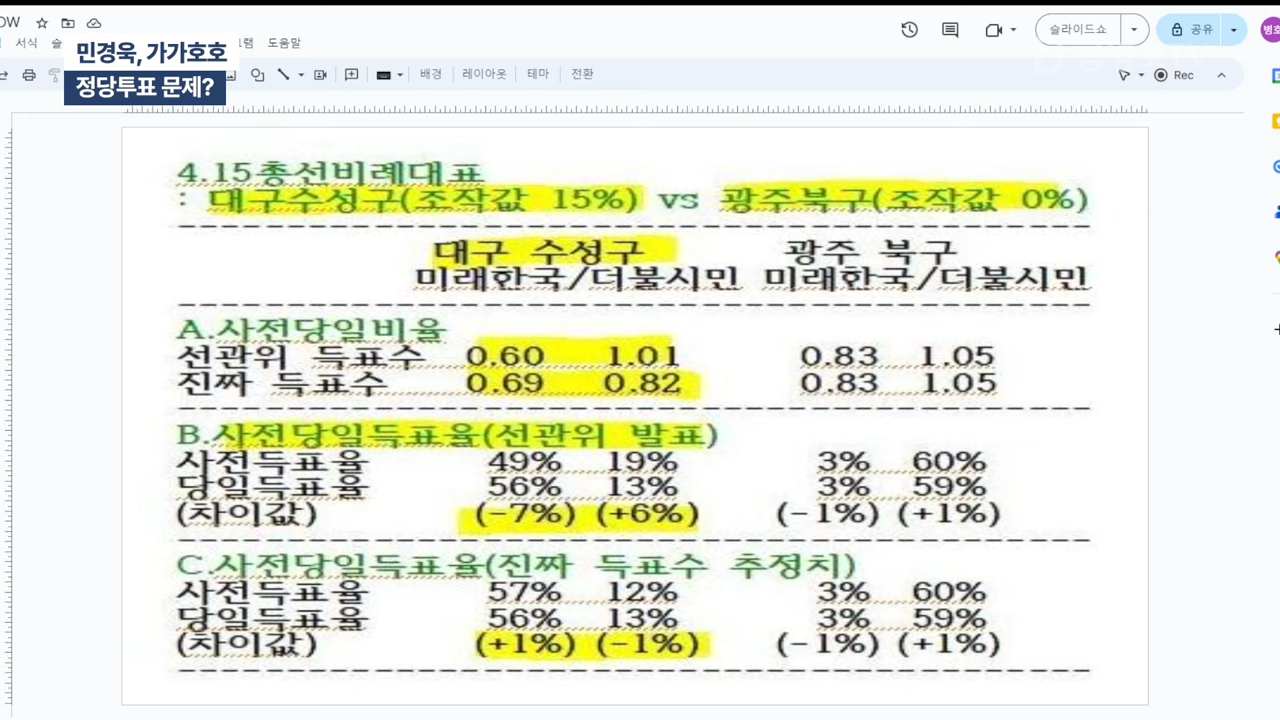 OW
서식 슬
램 도움말
민경욱, 가가호호
정당투표 문제?
슬라이드쇼
공유
병호
배경 레이아웃 테마 전환
Rec
4.15총선비례대표
: 대구수성구(조작값 15%) vs 광주북구(조작값 0%)
대구 수성구 광주 북구
미래한국/더불시민 미래한국/더불시민
A.사전당일비율
선관위 득표수 0.60 1.01 0.83 1.05
진짜 득표수 0.69 0.82 0.83 1.05
B.사전당일득표율(선관위 발표)
사전득표율 49% 19% 3% 60%
당일득표율 56% 13% 3% 59%
(차이값) (-7%) (+6%) (-1%) (+1%)
C.사전당일득표율(진짜 득표수 추정치)
사전득표율 57% 12% 3% 60%
당일득표율 56% 13% 3% 59%
(차이값) (+1%) (-1%) (-1%) (+1%)